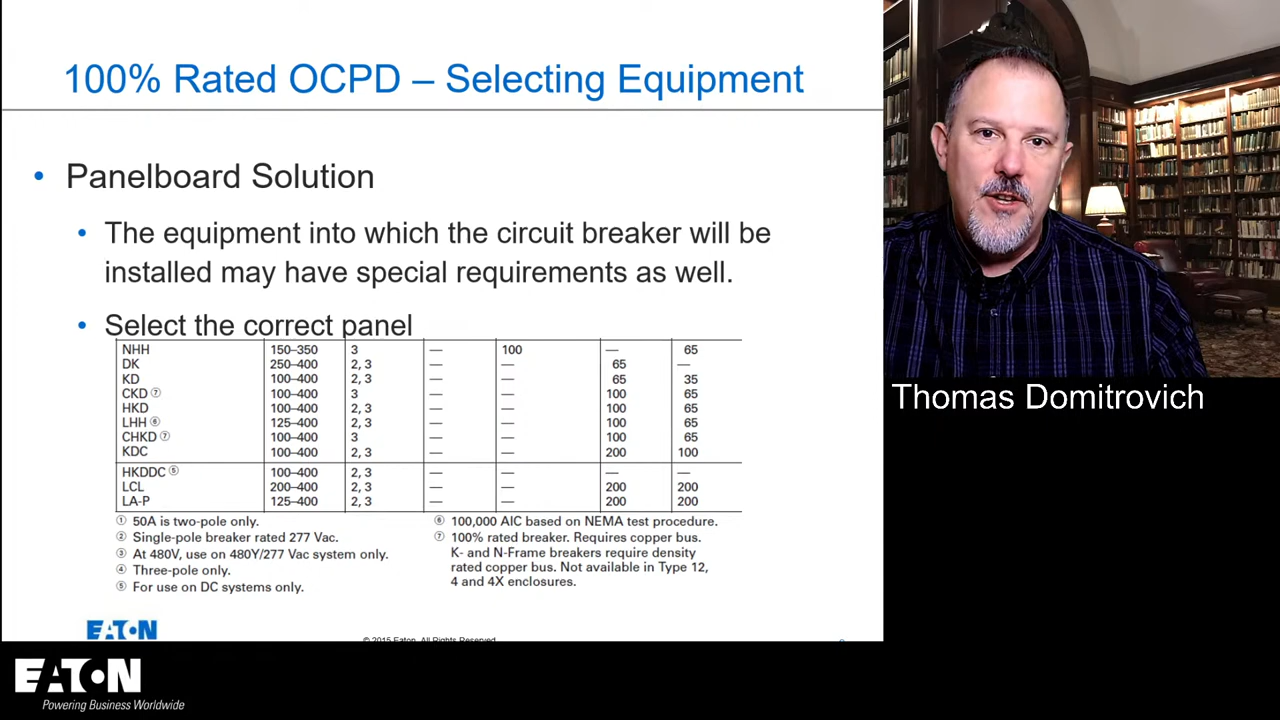 100% Rated OCPD – Selecting Equipment
• Panelboard Solution
• The equipment into which the circuit breaker will be
installed may have special requirements as well.
• Select the correct panel
NHH 150–350 3 — 100 — 65
DK 250–400 2, 3 — — 65 —
KD 100–400 2, 3 — — 65 35
CKD ⑦ 100–400 3 — — 100 65
HKD 100–400 2, 3 — — 100 65
LHH ⑥ 125–400 2, 3 — — 100 65
CHKD ⑦ 100–400 3 — — 100 65
KDC 100–400 2, 3 — — 200 100
HKDDC ⑤ 100–400 2, 3 — — — —
LCL 200–400 2, 3 — — 200 200
LA-P 125–400 2, 3 — — 200 200
① 50A is two-pole only.
② Single-pole breaker rated 277 Vac.
③ At 480V, use on 480Y/277 Vac system only.
④ Three-pole only.
⑤ For use on DC systems only.
⑥ 100,000 AIC based on NEMA test procedure.
⑦ 100% rated breaker. Requires copper bus.
K- and N-Frame breakers require density
rated copper bus. Not available in Type 12,
4 and 4X enclosures.
EATON
© 2015 Eaton. All Rights Reserved
Thomas Domitrovich
EATON
Powering Business Worldwide